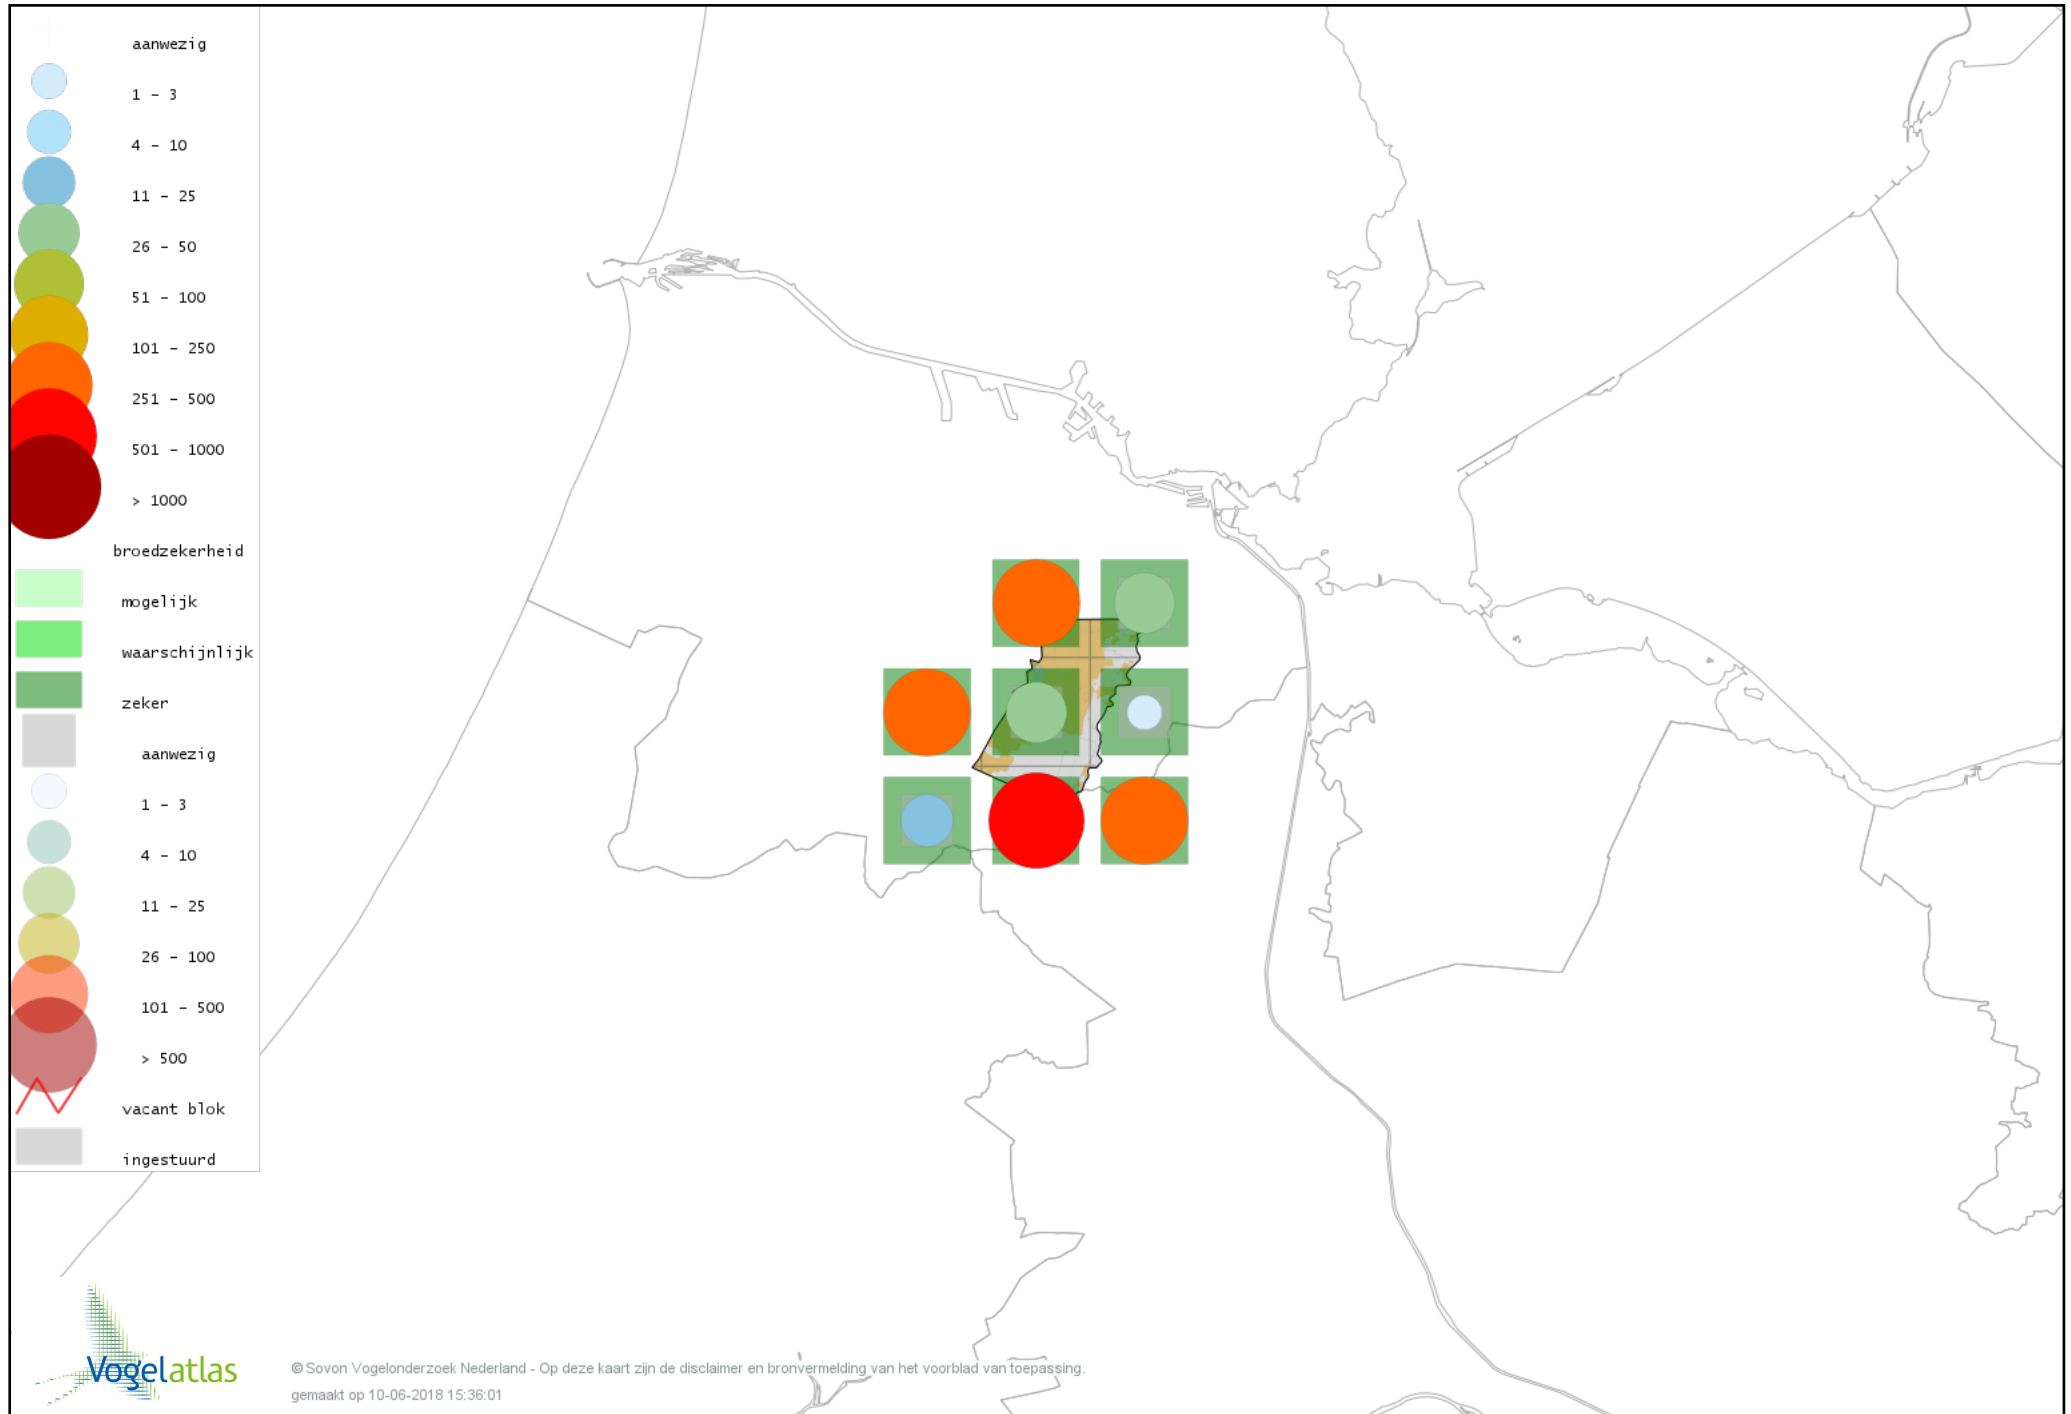 aanwezig
1 - 3
4 - 10
11 - 25
26 - 50
51 - 100
101 - 250
251 - 500
501 - 1000
> 1000
broedzekerheid
mogelijk
waarschijnlijk
zeker
aanwezig
1 - 3
4 - 10
11 - 25
26 - 100
101 - 500
> 500
vacant blok
ingestuurd
Vogelatlas
© Sovon Vogelonderzoek Nederland - Op deze kaart zijn de disclaimer en bronvermelding van het voorblad van toepassing.
gemaakt op 10-06-2018 15:36:01